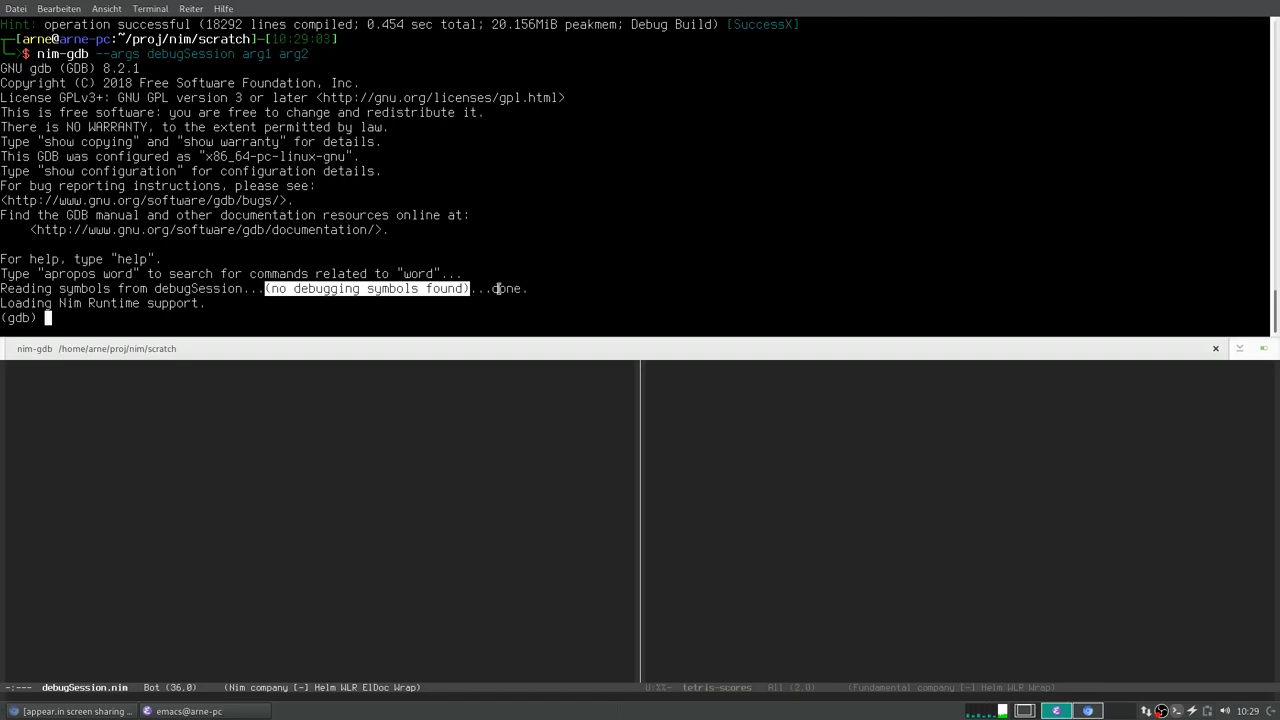 Datei Bearbeiten Ansicht Terminal Reiter Hilfe
Hint: operation successful (18292 lines compiled; 0.454 sec total; 20.156MiB peakmem; Debug Build) [SuccessX]
[arne@arne-pc:~/proj/nim/scratch]-[10:29:03]
$ nim-gdb --args debugSession arg1 arg2
GNU gdb (GDB) 8.2.1
Copyright (C) 2018 Free Software Foundation, Inc.
License GPLv3+: GNU GPL version 3 or later <http://gnu.org/licenses/gpl.html>
This is free software: you are free to change and redistribute it.
There is NO WARRANTY, to the extent permitted by law.
Type "show copying" and "show warranty" for details.
This GDB was configured as "x86_64-pc-linux-gnu".
Type "show configuration" for configuration details.
For bug reporting instructions, please see:
<http://www.gnu.org/software/gdb/bugs/>.
Find the GDB manual and other documentation resources online at:
<http://www.gnu.org/software/gdb/documentation/>.
For help, type "help".
Type "apropos word" to search for commands related to "word"...
Reading symbols from debugSession...(no debugging symbols found)...done.
Loading Nim Runtime support.
(gdb)
nim-gdb /home/arne/proj/nim/scratch
-:--- debugSession.nim Bot (36,0) (Nim company [-] Helm WLR ElDoc Wrap)
U:%%- tetris-scores All (2,0) (Fundamental company [-] Helm WLR Wrap)
[appear.in screen sharing ... emacs@arne-pc 10:29